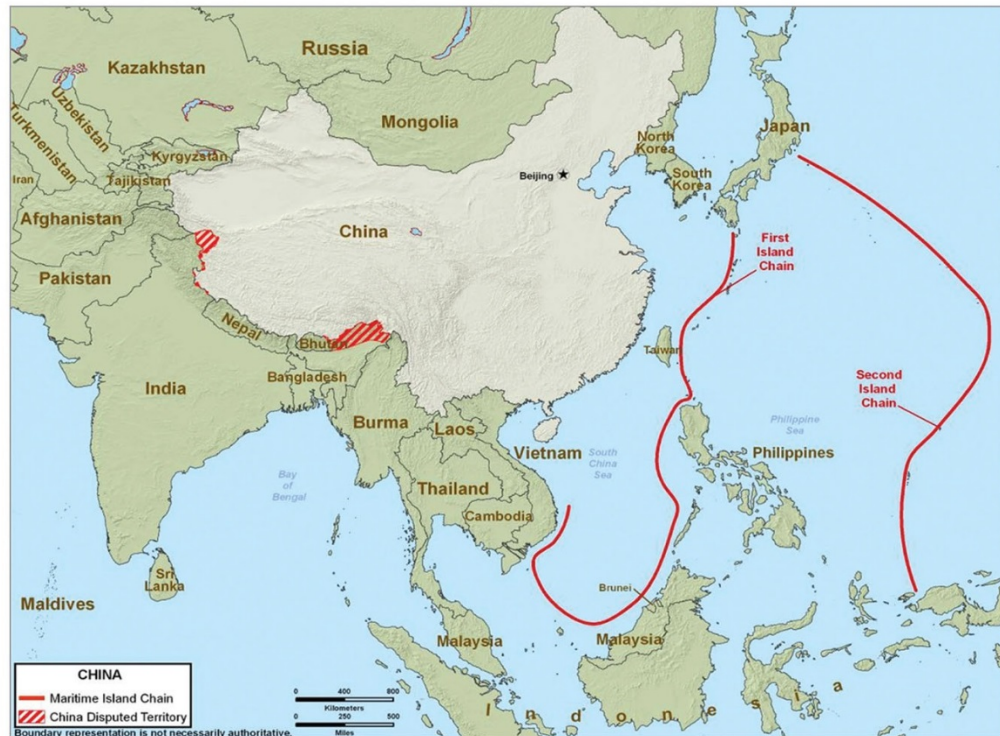 Russia
Kazakhstan
Mongolia
Uzbekistan
Turkmenistan
Kyrgyzstan
Tajikistan
Iran
Afghanistan
Pakistan
China
Beijing
North
Korea
South
Korea
Japan
First
Island
Chain
Nepal
Bhutan
Bangladesh
India
Taiwan
Second
Island
Chain
Burma
Laos
Vietnam
South
China
Sea
Philippine
Sea
Philippines
Bay
of
Bengal
Thailand
Cambodia
Sri
Lanka
Maldives
Brunei
Malaysia
Malaysia
Indonesia
CHINA
Maritime Island Chain
China Disputed Territory
0 400 800
Kilometers
0 250 500
Miles
Boundary representation is not necessarily authoritative.